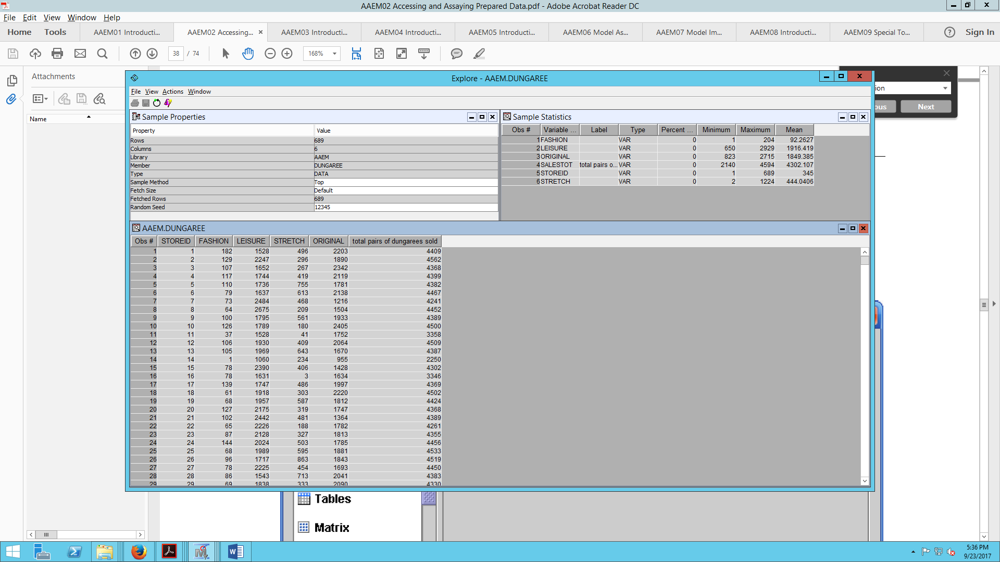 AAEM02 Accessing and Assaying Prepared Data.pdf - Adobe Acrobat Reader DC
File Edit View Window Help
Home Tools AAEM01 Introducti... AAEM02 Accessing... × AAEM03 Introducti... AAEM04 Introducti... AAEM05 Introducti... AAEM06 Model As... AAEM07 Model Im... AAEM08 Introducti... AAEM09 Special To... Sign In
38 / 74 168%
Attachments
Name
ion
ous Next
Explore - AAEM.DUNGAREE
File View Actions Window
Sample Properties
Property Value
Rows 689
Columns 6
Library AAEM
Member DUNGAREE
Type DATA
Sample Method Top
Fetch Size Default
Fetched Rows 689
Random Seed 12345
Sample Statistics
Obs # Variable ... Label Type Percent ... Minimum Maximum Mean
1 FASHION VAR 0 1 204 92.2627
2 LEISURE VAR 0 650 2929 1916.419
3 ORIGINAL VAR 0 823 2715 1849.385
4 SALESTOT total pairs o... VAR 0 2140 4594 4302.107
5 STOREID VAR 0 1 689 345
6 STRETCH VAR 0 2 1224 444.0406
AAEM.DUNGAREE
Obs # STOREID FASHION LEISURE STRETCH ORIGINAL total pairs of dungarees sold
1 1 182 1528 496 2203 4409
2 2 129 2247 296 1890 4562
3 3 107 1652 267 2342 4368
4 4 117 1744 419 2119 4399
5 5 110 1736 755 1781 4382
6 6 79 1637 613 2138 4467
7 7 73 2484 468 1216 4241
8 8 64 2675 209 1504 4452
9 9 100 1795 561 1933 4389
10 10 126 1789 180 2405 4500
11 11 37 1528 41 1752 3358
12 12 106 1930 409 2064 4509
13 13 105 1969 643 1670 4387
14 14 1 1060 234 955 2250
15 15 78 2390 406 1428 4302
16 16 78 1631 3 1634 3346
17 17 139 1747 486 1997 4369
18 18 61 1918 303 2220 4502
19 19 68 1957 587 1812 4424
20 20 127 2175 319 1747 4368
21 21 102 2442 481 1364 4389
22 22 65 2226 188 1782 4261
23 23 87 2128 327 1813 4355
24 24 144 2024 503 1785 4456
25 25 68 1989 595 1881 4533
26 26 96 1717 863 1843 4519
27 27 78 2225 454 1693 4450
28 28 86 1543 713 2041 4383
29 29 69 1838 333 2090 4330
Tables
Matrix
5:36 PM
9/23/2017